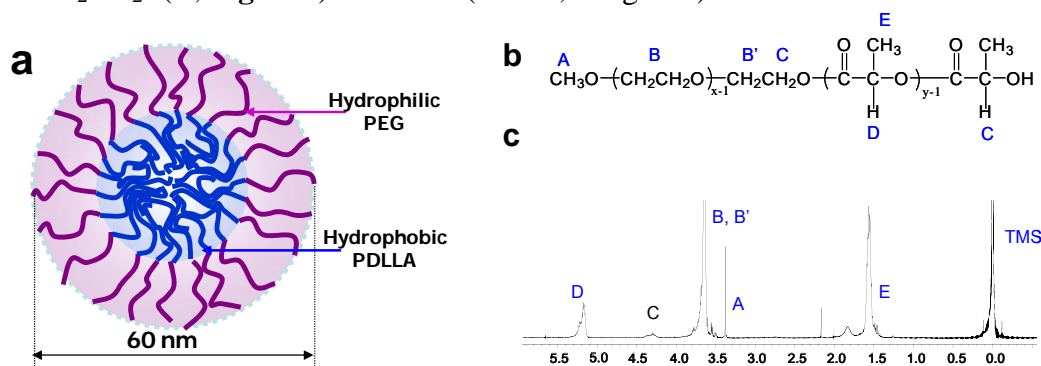 a
Hydrophilic
PEG
Hydrophobic
PDLLA
60 nm
b
E
A
B
B'
C
O
CH₃
O
CH₃
CH₃O
(CH₂CH₂O)
x-1
CH₂CH₂O
(C
C
O)
y-1
C
C
OH
H
H
D
C
c
B, B'
TMS
D
C
A
E
5.5 5.0 4.5 4.0 3.5 3.0 2.5 2.0 1.5 1.0 0.5 0.0